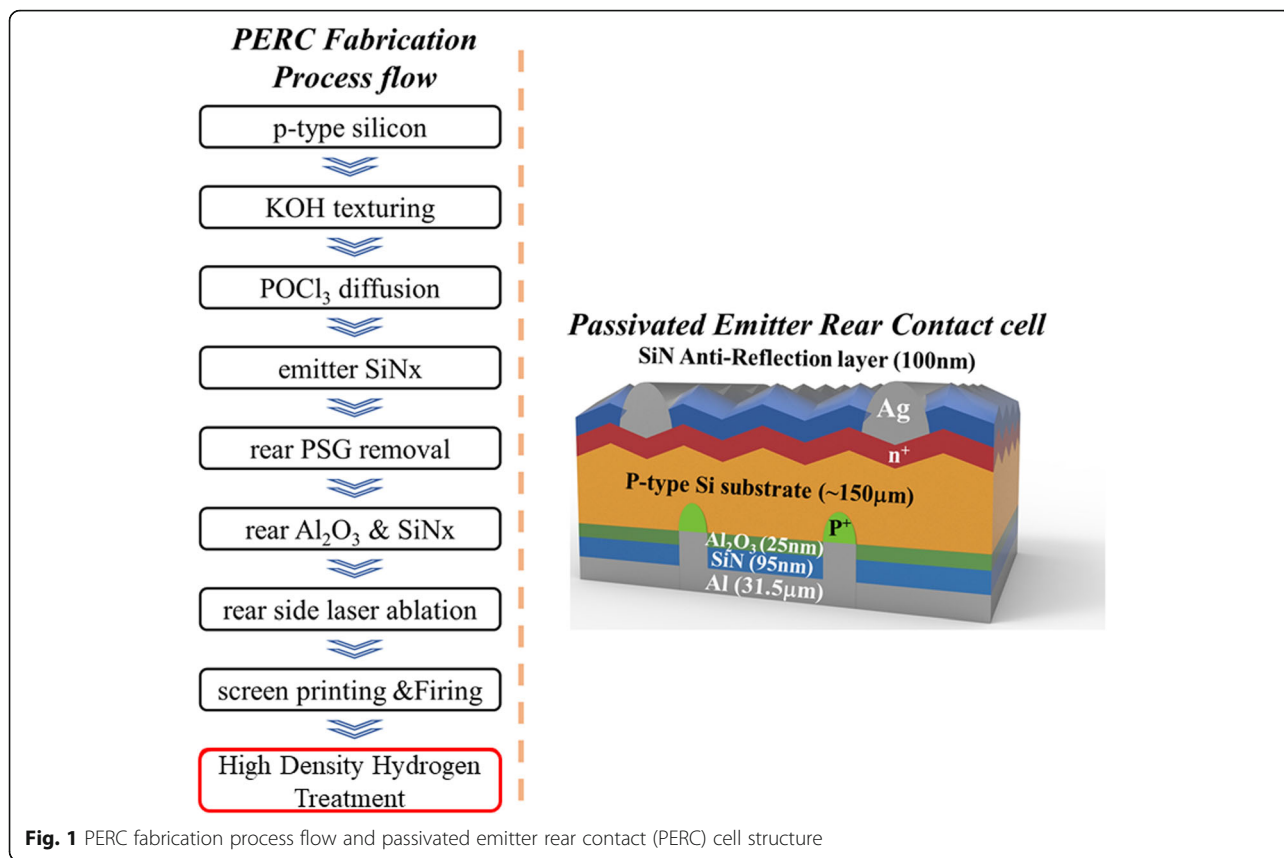 PERC Fabrication
Process flow
p-type silicon
KOH texturing
POCl₃ diffusion
emitter SiNx
rear PSG removal
rear Al₂O₃ & SiNx
rear side laser ablation
screen printing &Firing
High Density Hydrogen
Treatment
Passivated Emitter Rear Contact cell
SiN Anti-Reflection layer (100nm)
Ag
n⁺
P-type Si substrate (~150μm)
P⁺
Al₂O₃ (25nm)
SiN (95nm)
Al (31.5μm)
Fig. 1 PERC fabrication process flow and passivated emitter rear contact (PERC) cell structure